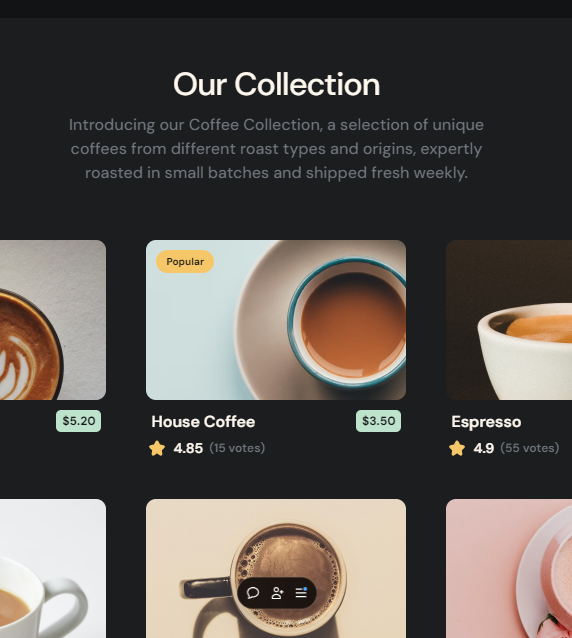 Our Collection
Introducing our Coffee Collection, a selection of unique
coffees from different roast types and origins, expertly
roasted in small batches and shipped fresh weekly.
Popular
$5.20
House Coffee
$3.50
Espresso
4.85 (15 votes)
4.9 (55 votes)